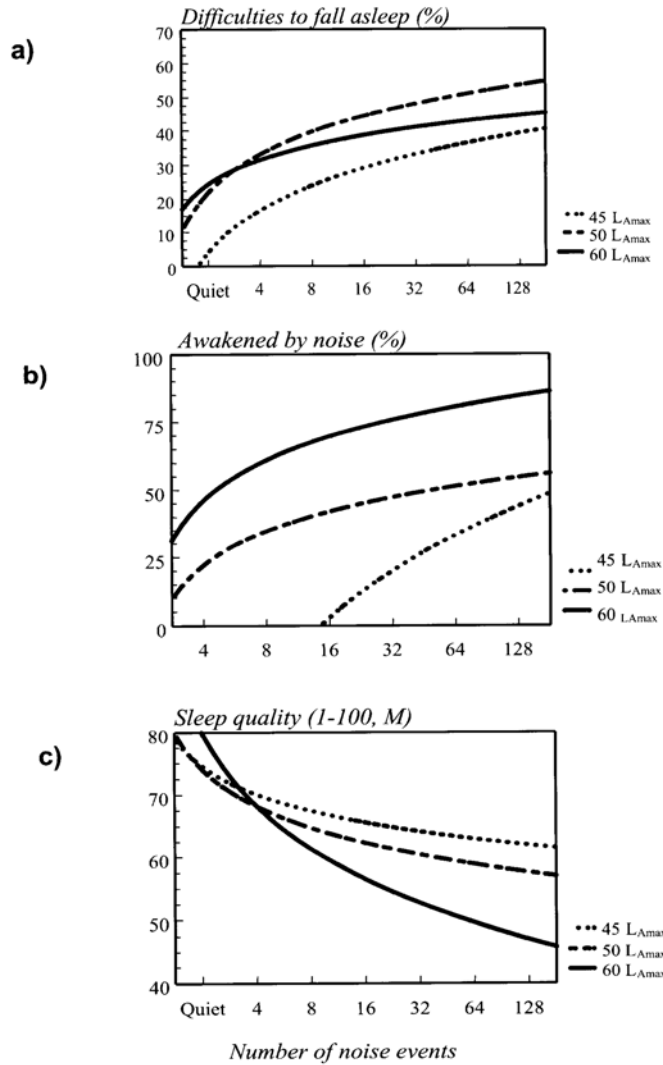 Difficulties to fall asleep (%)
a)
70
60
50
40
30
20
10
0
Quiet 4 8 16 32 64 128
45 LAmax
50 LAmax
60 LAmax
Awakened by noise (%)
b)
100
75
50
25
0
4 8 16 32 64 128
45 LAmax
50 LAmax
60 LAmax
Sleep quality (1-100, M)
c)
80
70
60
50
40
Quiet 4 8 16 32 64 128
45 LAmax
50 LAmax
60 LAmax
Number of noise events